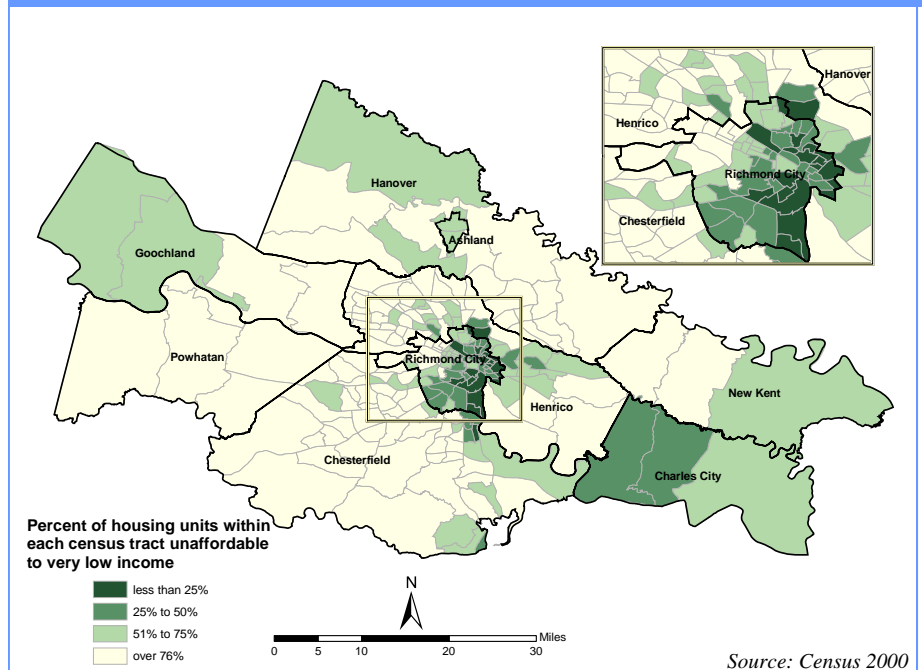 Hanover
Henrico
Richmond City
Chesterfield
Hanover
Ashland
Goochland
Powhatan
Richmond City
Henrico
New Kent
Chesterfield
Charles City
Percent of housing units within
each census tract unaffordable
to very low income
less than 25%
25% to 50%
51% to 75%
over 76%
N
Miles
0 5 10 20 30
Source: Census 2000